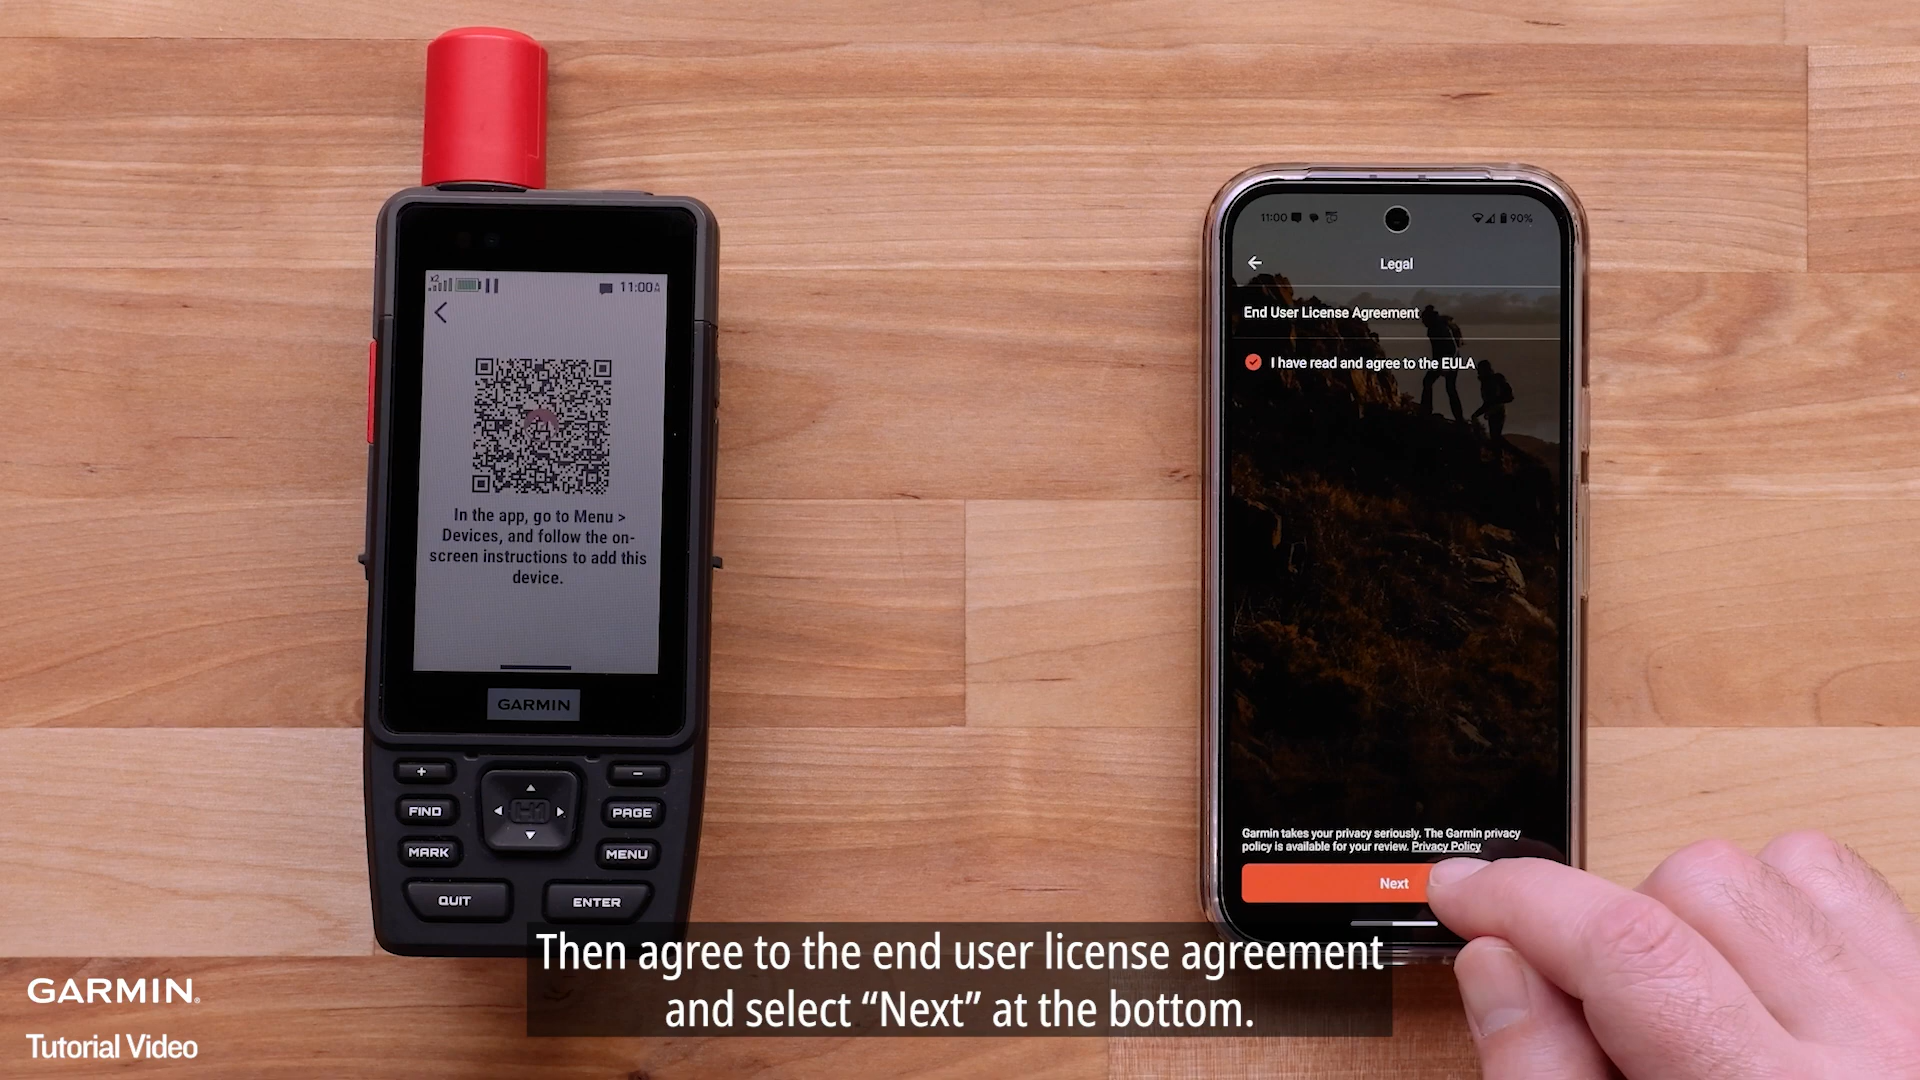 x2
11:00A
In the app, go to Menu >
Devices, and follow the on-
screen instructions to add this
device.
GARMIN
+
−
FIND
PAGE
MARK
MENU
QUIT
ENTER
11:00
90%
Legal
End User License Agreement
I have read and agree to the EULA
Garmin takes your privacy seriously. The Garmin privacy
policy is available for your review. Privacy Policy
Next
Then agree to the end user license agreement
and select “Next” at the bottom.
GARMIN®
Tutorial Video